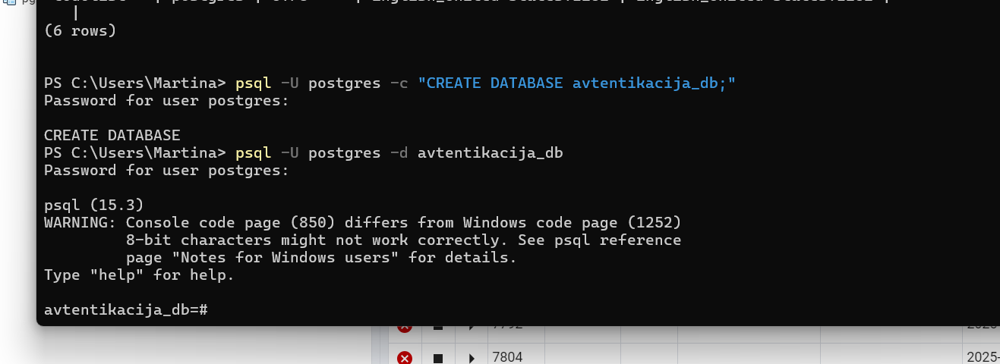 |
(6 rows)
PS C:\Users\Martina> psql -U postgres -c "CREATE DATABASE avtentikacija_db;"
Password for user postgres:
CREATE DATABASE
PS C:\Users\Martina> psql -U postgres -d avtentikacija_db
Password for user postgres:
psql (15.3)
WARNING: Console code page (850) differs from Windows code page (1252)
8-bit characters might not work correctly. See psql reference
page "Notes for Windows users" for details.
Type "help" for help.
avtentikacija_db=#
7792
7804 2025-